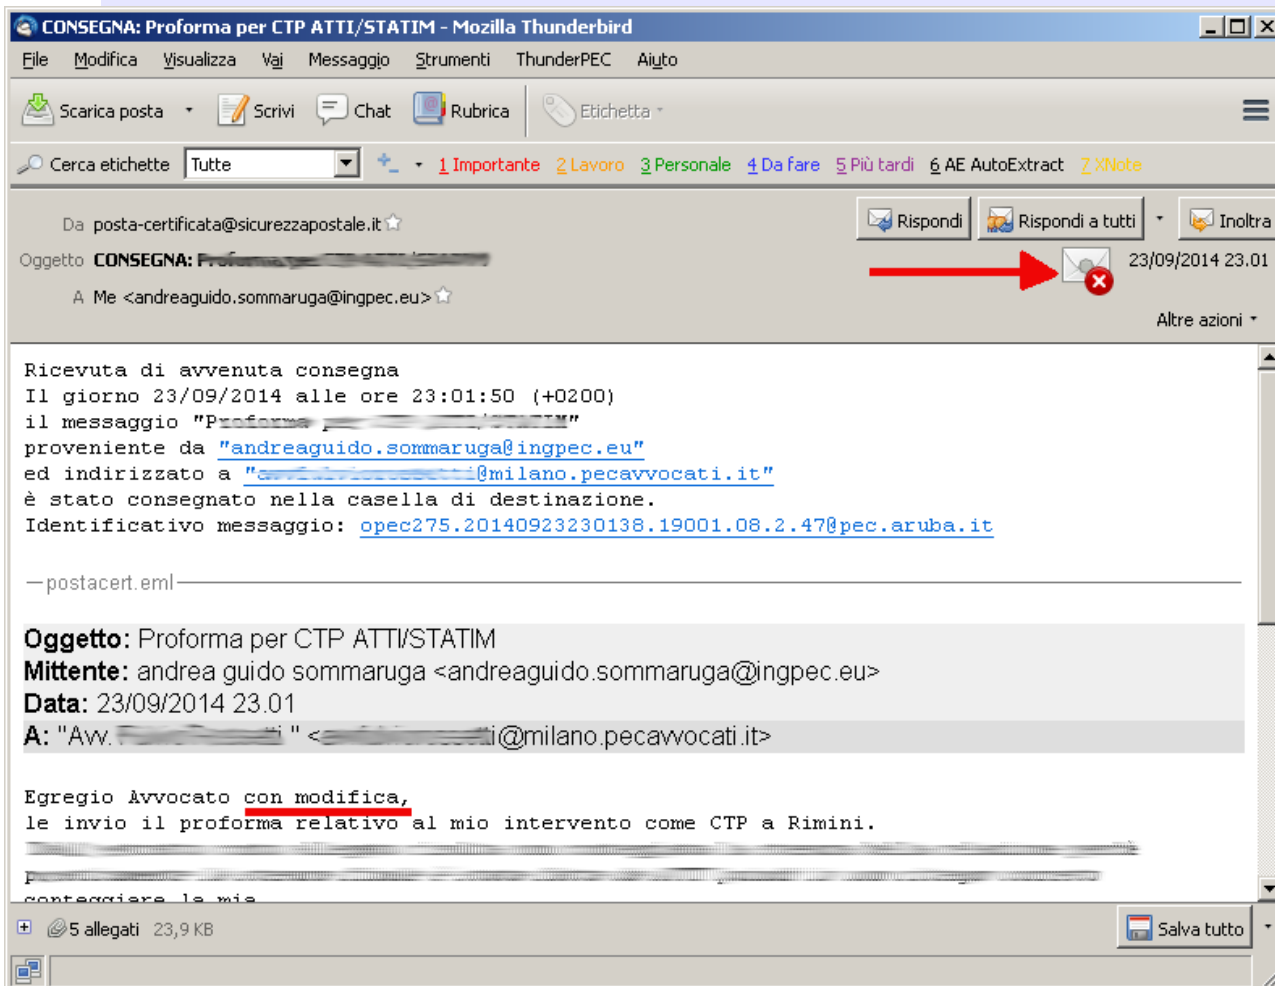 CONSEGNA: Proforma per CTP ATTI/STATIM - Mozilla Thunderbird
File Modifica Visualizza Vai Messaggio Strumenti ThunderPEC Aiuto
Scarica posta Scrivi Chat Rubrica Etichetta
Cerca etichette Tutte 1 Importante 2 Lavoro 3 Personale 4 Da fare 5 Più tardi 6 AE AutoExtract 7 XNote
Da posta-certificata@sicurezzapostale.it Rispondi Rispondi a tutti Inoltra
Oggetto CONSEGNA: 23/09/2014 23.01
A Me <andreaguido.sommaruga@ingpec.eu>
Altre azioni
Ricevuta di avvenuta consegna
Il giorno 23/09/2014 alle ore 23:01:50 (+0200)
il messaggio "Proforma
proveniente da "andreaguido.sommaruga@ingpec.eu"
ed indirizzato a " @milano.pecavvocati.it"
è stato consegnato nella casella di destinazione.
Identificativo messaggio: opec275.20140923230138.19001.08.2.47@pec.aruba.it
postacert.eml
Oggetto: Proforma per CTP ATTI/STATIM
Mittente: andrea guido sommaruga <andreaguido.sommaruga@ingpec.eu>
Data: 23/09/2014 23.01
A: "Avv. " < i@milano.pecavvocati.it>
Egregio Avvocato con modifica,
le invio il proforma relativo al mio intervento come CTP a Rimini.
conteggiare la mia
5 allegati 23,9 KB Salva tutto